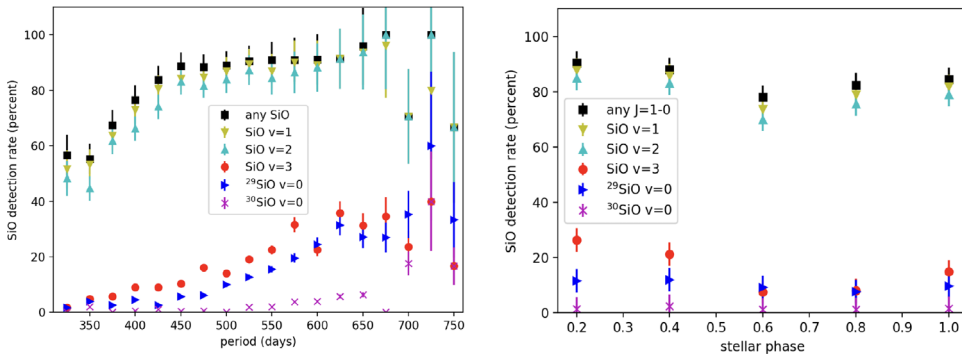 SiO detection rate (percent)
100
80
60
40
20
0
any SiO
SiO v=1
SiO v=2
SiO v=3
²⁹SiO v=0
³⁰SiO v=0
350 400 450 500 550 600 650 700 750
period (days)
SiO detection rate (percent)
100
80
60
40
20
0
any J=1-0
SiO v=1
SiO v=2
SiO v=3
²⁹SiO v=0
³⁰SiO v=0
0.2 0.3 0.4 0.5 0.6 0.7 0.8 0.9 1.0
stellar phase